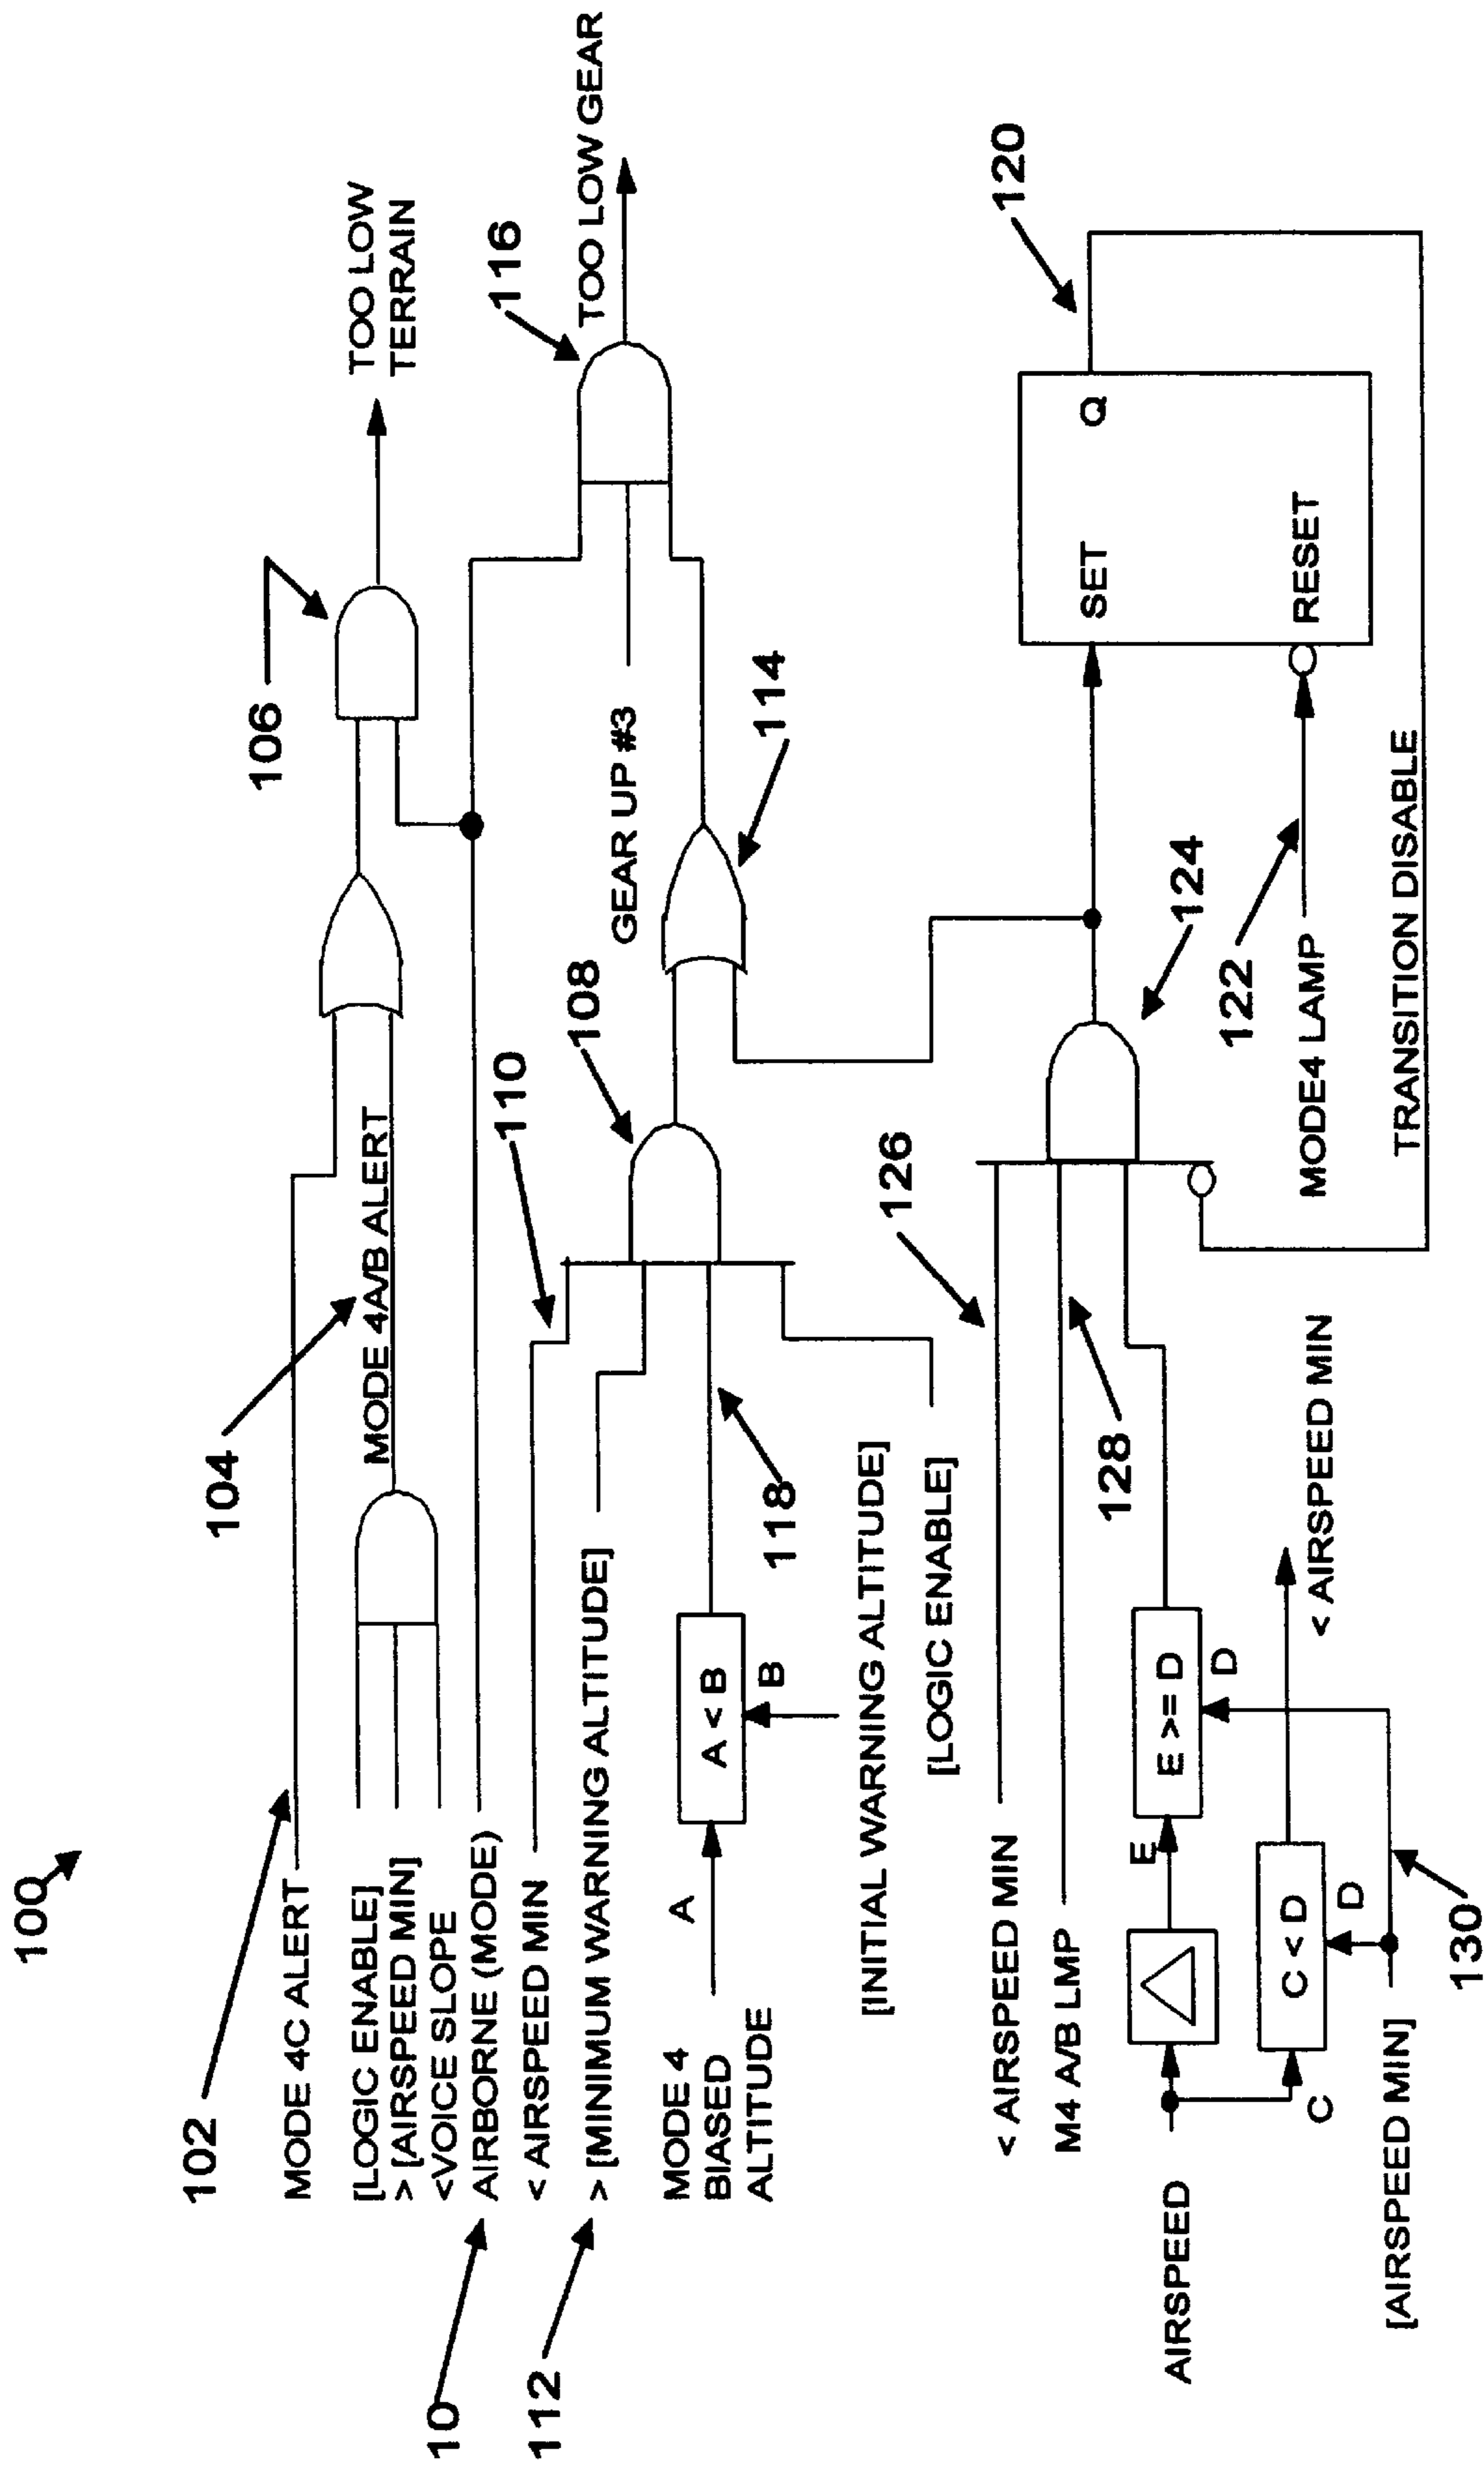 100
102
MODE 4C ALERT
[LOGIC ENABLE]
> [AIRSPEED MIN]
<VOICE SLOPE
104
MODE 4A/B ALERT
106
TOO LOW
TERRAIN
10
AIRBORNE (MODE)
< AIRSPEED MIN
110
112
> [MINIMUM WARNING ALTITUDE]
108
MODE 4
BIASED
ALTITUDE
A
A < B
B
118
[INITIAL WARNING ALTITUDE]
[LOGIC ENABLE]
GEAR UP #3
114
116
TOO LOW GEAR
< AIRSPEED MIN
126
M4 A/B LMP
128
124
AIRSPEED
E
E >= D
D
C
C < D
D
< AIRSPEED MIN
[AIRSPEED MIN]
130
SET
Q
RESET
120
122
MODE4 LAMP
TRANSITION DISABLE